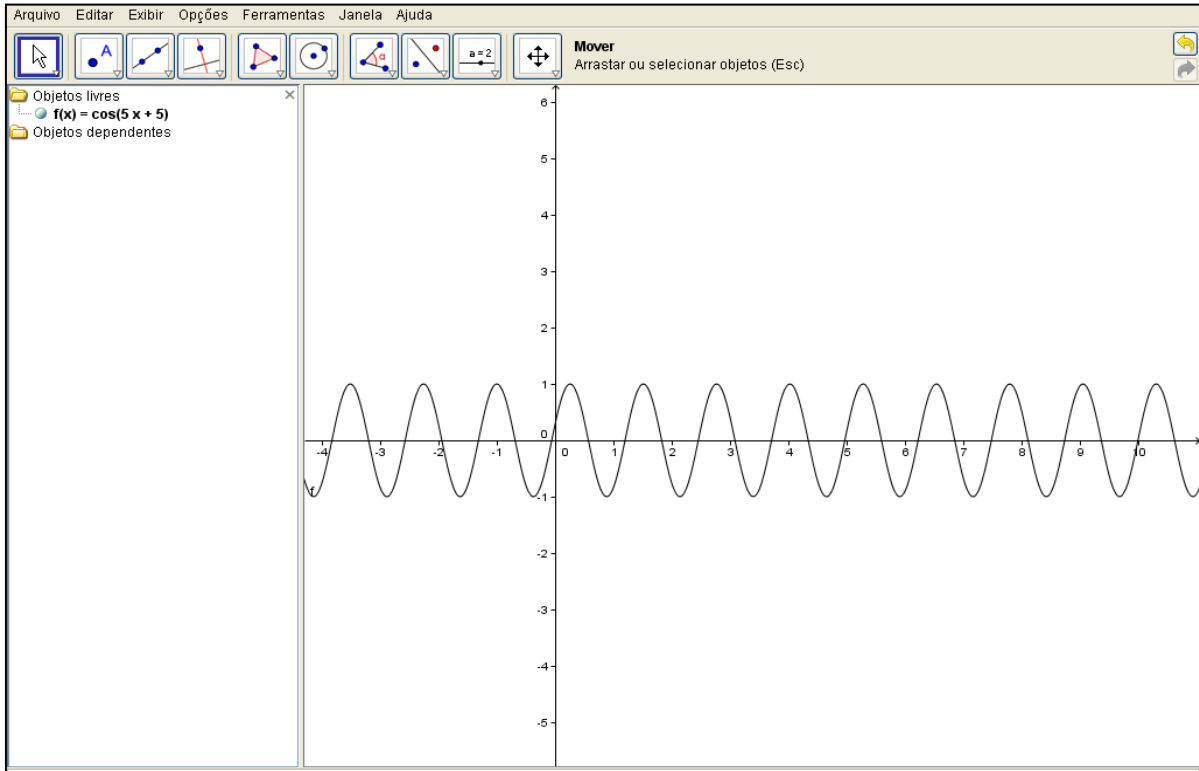 Arquivo Editar Exibir Opções Ferramentas Janela Ajuda
A
α
a = 2
Mover
Arrastar ou selecionar objetos (Esc)
Objetos livres
f(x) = cos(5 x + 5)
Objetos dependentes
6
5
4
3
2
1
0
-4 -3 -2 -1 0 1 2 3 4 5 6 7 8 9 10
f
-1
-2
-3
-4
-5